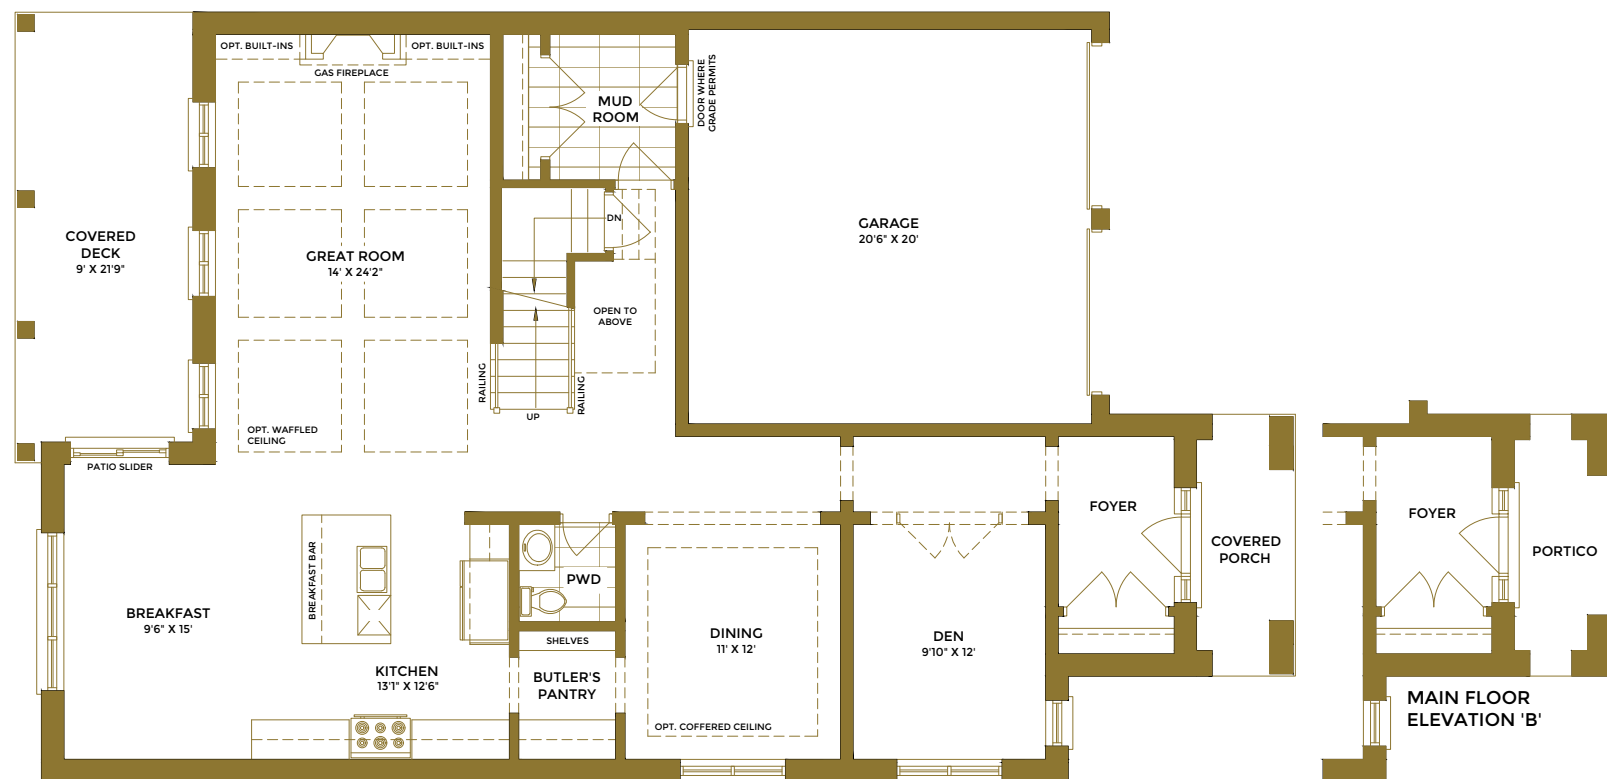 OPT. BUILT-INS
OPT. BUILT-INS
GAS FIREPLACE
MUD
ROOM
DOOR WHERE
GRADE PERMITS
COVERED
DECK
9' X 21'9"
GREAT ROOM
14' X 24'2"
DN
GARAGE
20'6" X 20'
OPEN TO
ABOVE
RAILING
RAILING
UP
OPT. WAFFLED
CEILING
PATIO SLIDER
FOYER
COVERED
PORCH
FOYER
PORTICO
BREAKFAST BAR
PWD
BREAKFAST
9'6" X 15'
SHELVES
DINING
11' X 12'
DEN
9'10" X 12'
KITCHEN
13'1" X 12'6"
BUTLER'S
PANTRY
OPT. COFFERED CEILING
MAIN FLOOR
ELEVATION 'B'